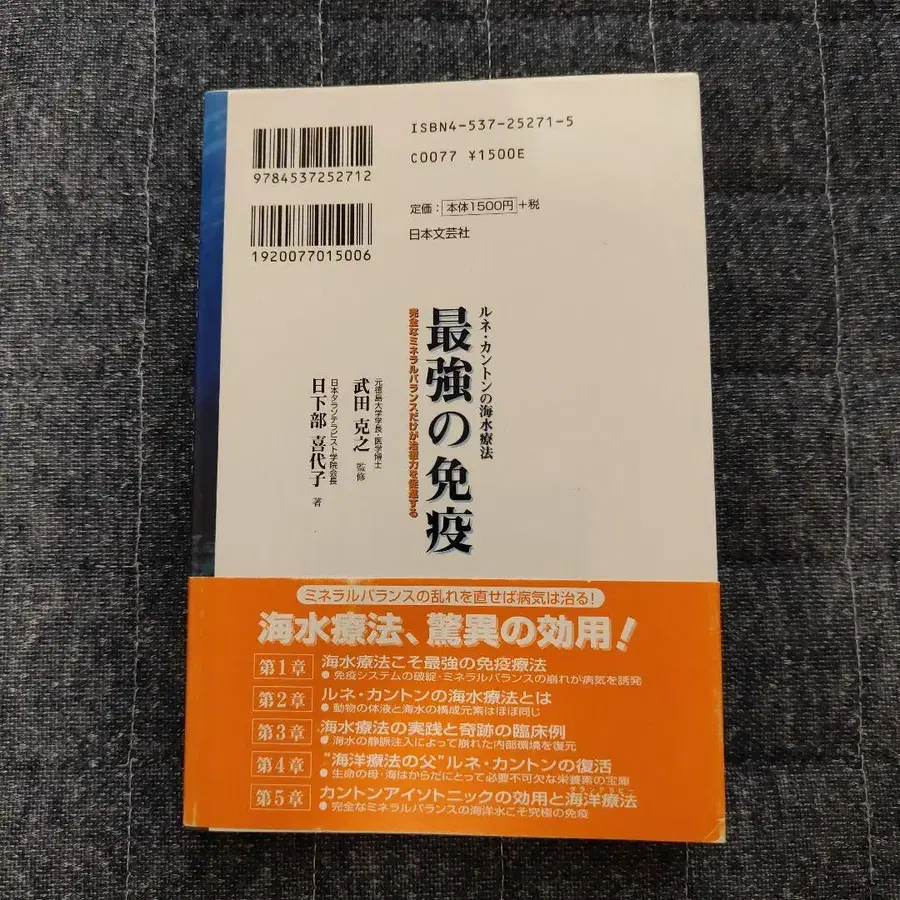 ISBN4-537-25271-5
C0077 ¥1500E
9784537252712
定価：本体1500円+税
日本文芸社
1920077015006
ルネ・カントンの海水療法
最強の免疫
完全なミネラルバランスだけが治癒力を促進する
元徳島大学学長・医学博士
武田 克之 監修
日本タラソテラピスト学院会長
日下部 喜代子 著
ミネラルバランスの乱れを直せば病気は治る！
海水療法、驚異の効用！
第1章 海水療法こそ最強の免疫療法
●免疫システムの破綻・ミネラルバランスの崩れが病気を誘発
第2章 ルネ・カントンの海水療法とは
●動物の体液と海水の構成元素はほぼ同じ
第3章 海水療法の実践と奇跡の臨床例
●海水の静脈注入によって崩れた内部環境を復元
第4章 “海洋療法の父”ルネ・カントンの復活
●生命の母・海はからだにとって必要不可欠な栄養素の宝庫
タラソテラピー
第5章 カントンアイソトニックの効用と海洋療法
●完全なミネラルバランスの海洋水こそ究極の免疫